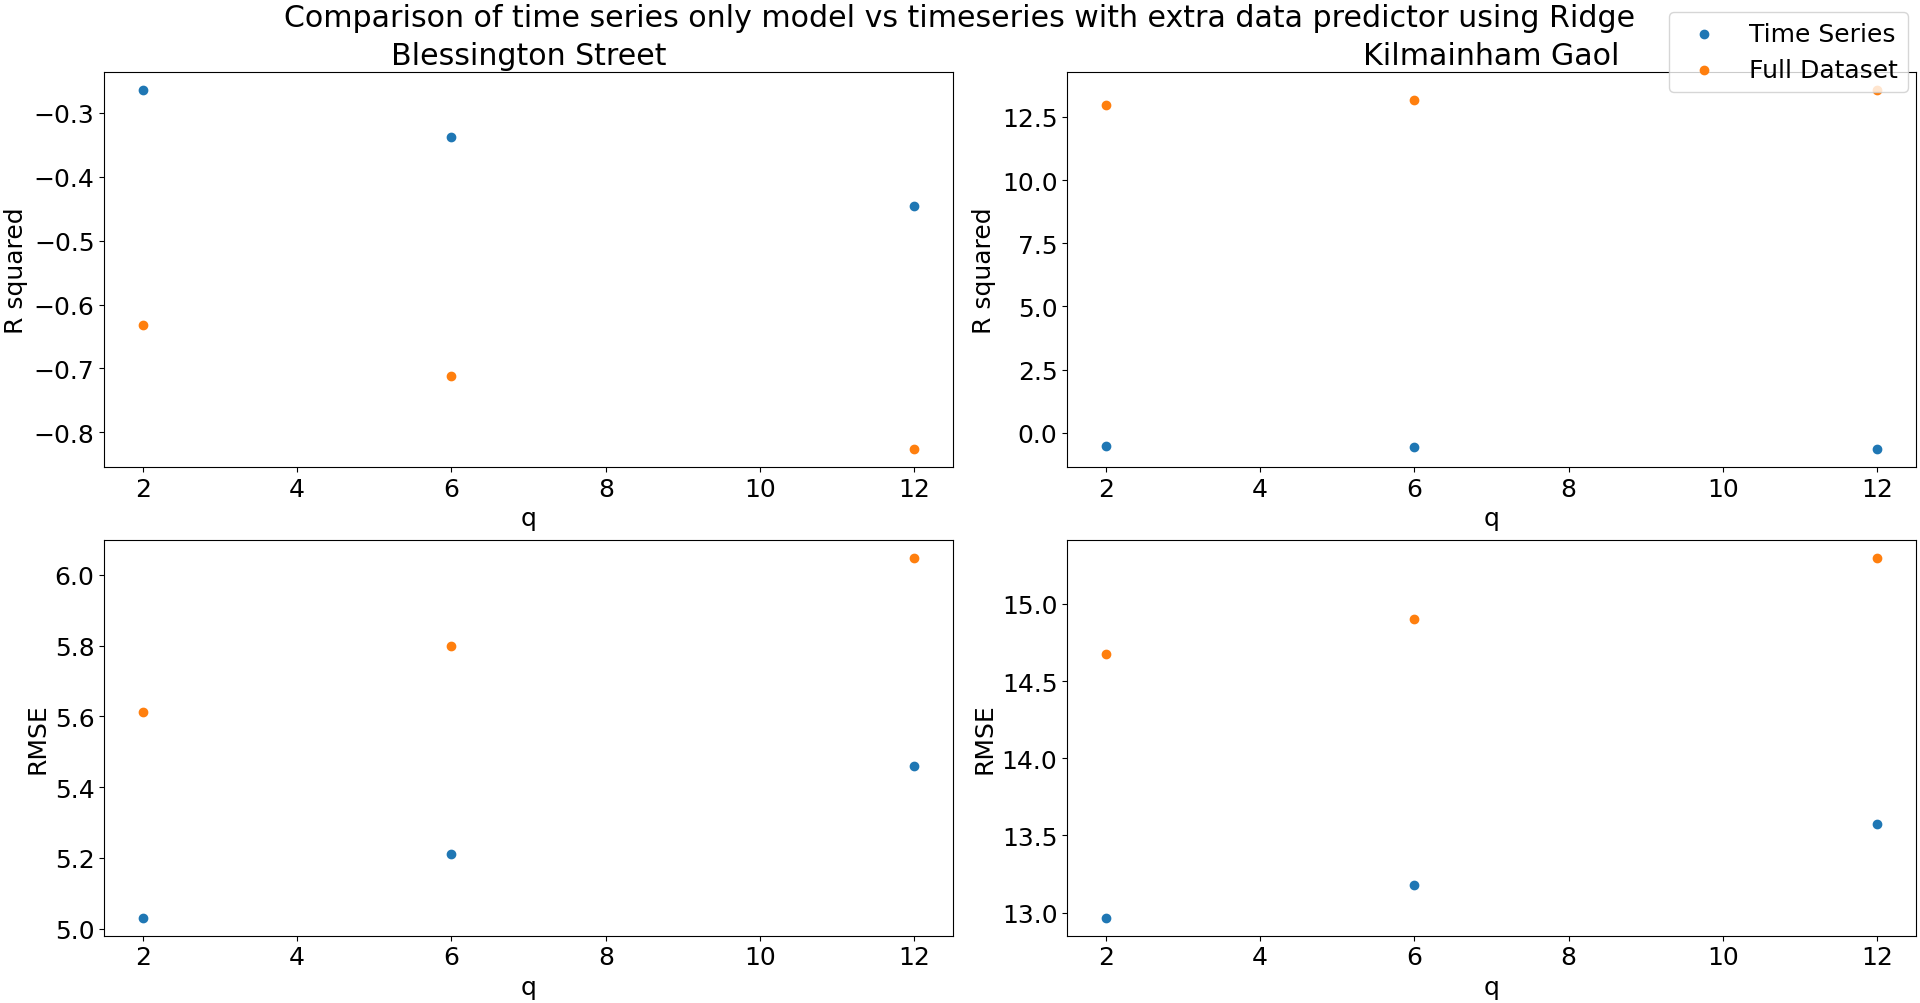 Comparison of time series only model vs timeseries with extra data predictor using Ridge
Time Series
Full Dataset
Blessington Street
−0.3
−0.4
−0.5
−0.6
−0.7
−0.8
R squared
2 4 6 8 10 12
q
Kilmainham Gaol
12.5
10.0
7.5
5.0
2.5
0.0
R squared
2 4 6 8 10 12
q
6.0
5.8
5.6
5.4
5.2
5.0
RMSE
2 4 6 8 10 12
q
15.0
14.5
14.0
13.5
13.0
RMSE
2 4 6 8 10 12
q